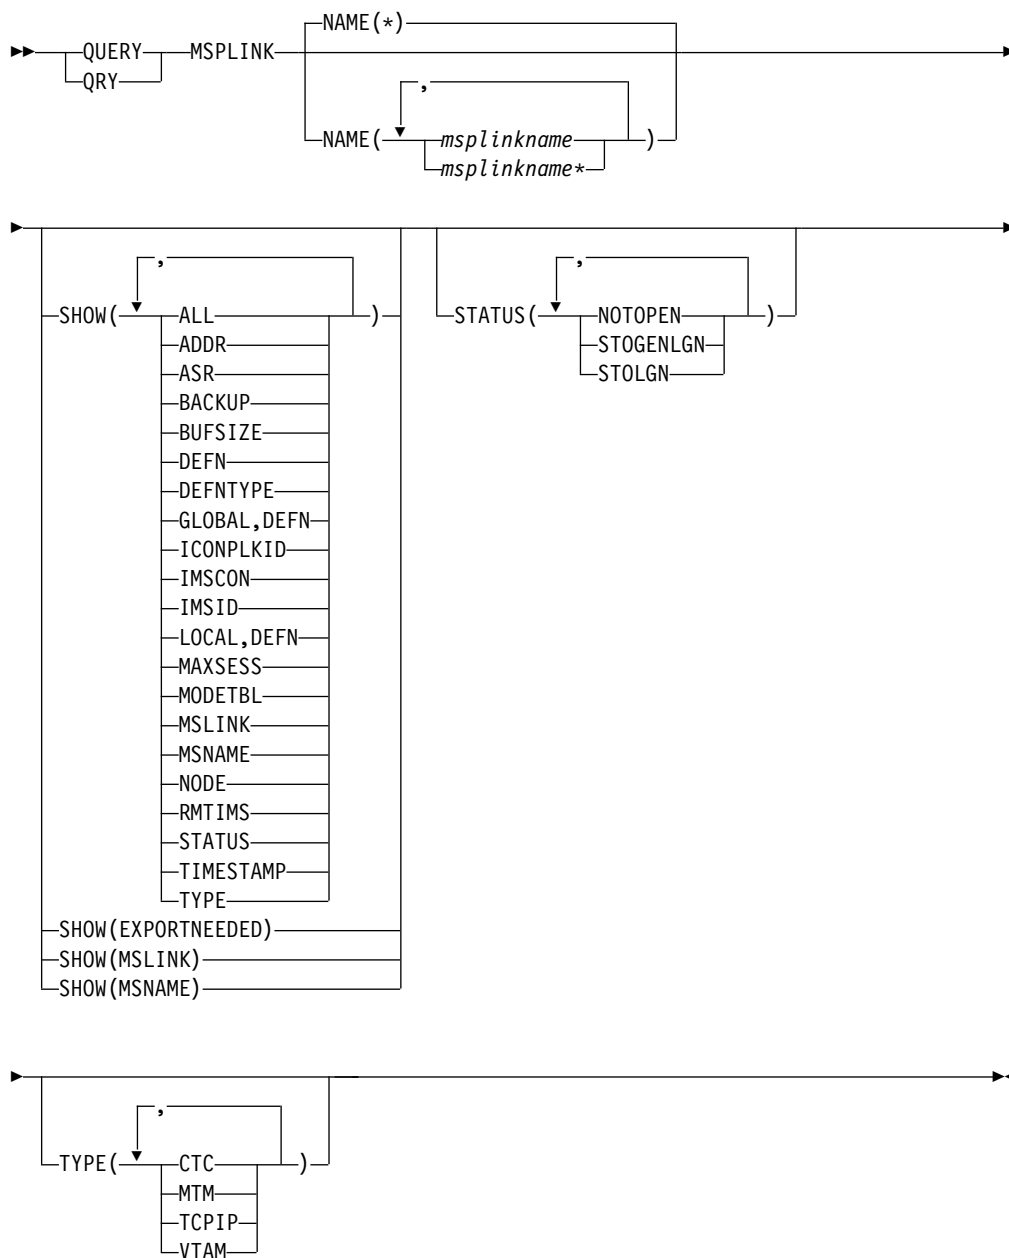 NAME(*)
QUERY MSPLINK
QRY
,
NAME( msplinkname )
msplinkname*
, ,
SHOW( ALL ) STATUS( NOTOPEN )
ADDR STOGENLGN
ASR STOLGN
BACKUP
BUFSIZE
DEFN
DEFNTYPE
GLOBAL,DEFN
ICONPLKID
IMSCON
IMSID
LOCAL,DEFN
MAXSESS
MODETBL
MSLINK
MSNAME
NODE
RMTIMS
STATUS
TIMESTAMP
TYPE
SHOW(EXPORTNEEDED)
SHOW(MSLINK)
SHOW(MSNAME)
,
TYPE( CTC )
MTM
TCPIP
VTAM